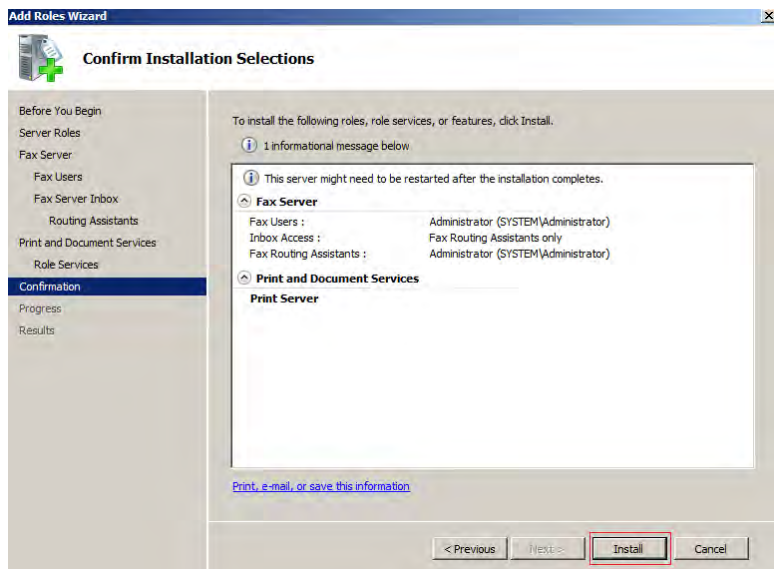 Add Roles Wizard
Confirm Installation Selections
Before You Begin
Server Roles
Fax Server
Fax Users
Fax Server Inbox
Routing Assistants
Print and Document Services
Role Services
Confirmation
Progress
Results
To install the following roles, role services, or features, click Install.
1 informational message below
This server might need to be restarted after the installation completes.
Fax Server
Fax Users : Administrator (SYSTEM\Administrator)
Inbox Access : Fax Routing Assistants only
Fax Routing Assistants : Administrator (SYSTEM\Administrator)
Print and Document Services
Print Server
Print, e-mail, or save this information
< Previous Next > Install Cancel